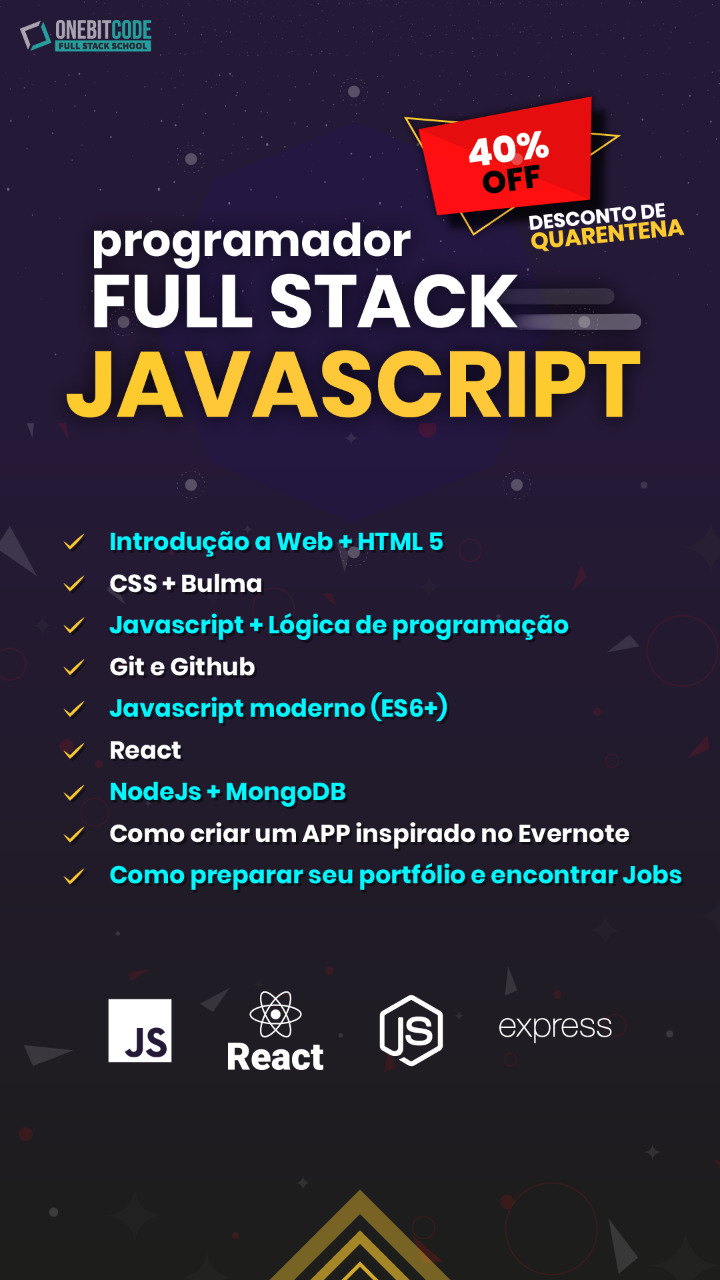 ONEBITCODE
FULL STACK SCHOOL
40%
OFF
DESCONTO DE
QUARENTENA
programador
FULL STACK
JAVASCRIPT
Introdução a Web + HTML 5
CSS + Bulma
Javascript + Lógica de programação
Git e Github
Javascript moderno (ES6+)
React
NodeJs + MongoDB
Como criar um APP inspirado no Evernote
Como preparar seu portfólio e encontrar Jobs
JS
React
JS
express